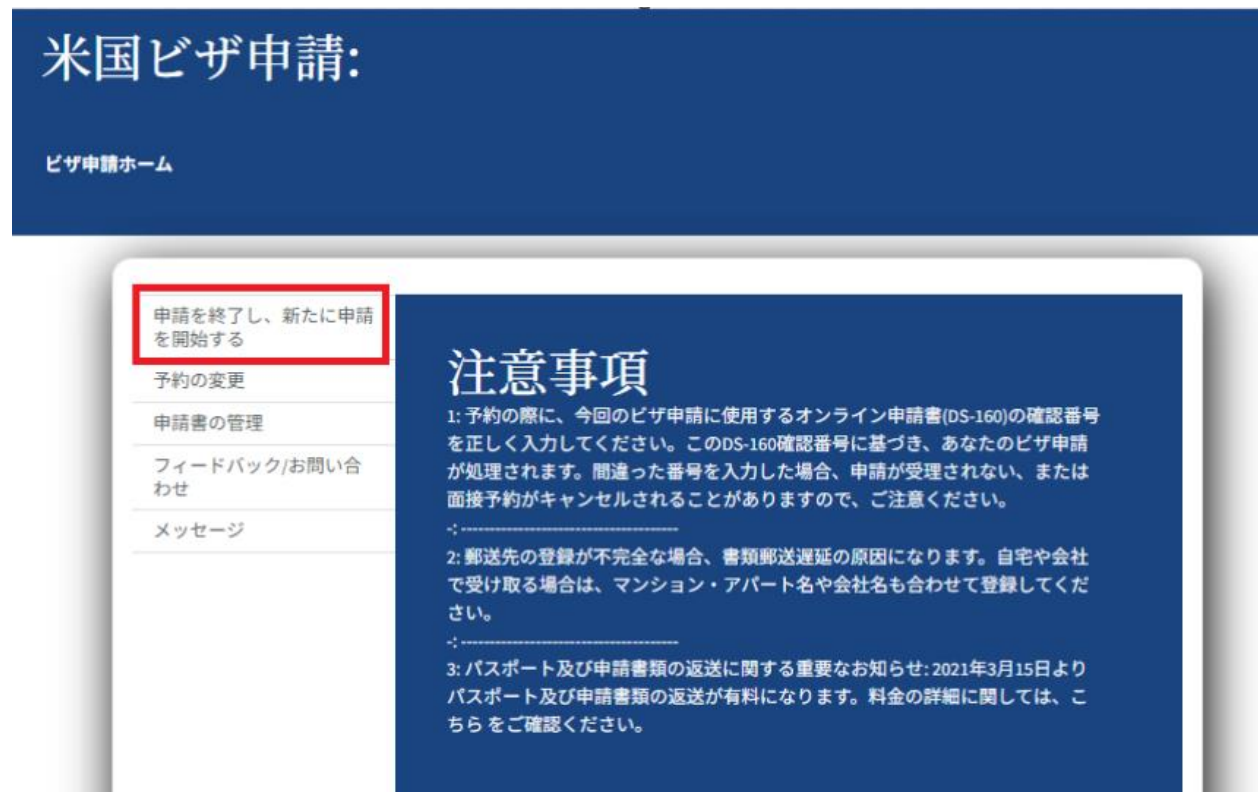 米国ビザ申請:
ビザ申請ホーム
申請を終了し、新たに申請
を開始する
予約の変更
申請書の管理
フィードバック/お問い合
わせ
メッセージ
注意事項
1: 予約の際に、今回のビザ申請に使用するオンライン申請書(DS-160)の確認番号
を正しく入力してください。このDS-160確認番号に基づき、あなたのビザ申請
が処理されます。間違った番号を入力した場合、申請が受理されない、または
面接予約がキャンセルされることがありますので、ご注意ください。
-: --------------------------------------
2: 郵送先の登録が不完全な場合、書類郵送遅延の原因になります。自宅や会社
で受け取る場合は、マンション・アパート名や会社名も合わせて登録してくだ
さい。
-: --------------------------------------
3: パスポート及び申請書類の返送に関する重要なお知らせ: 2021年3月15日より
パスポート及び申請書類の返送が有料になります。料金の詳細に関しては、こ
ちら をご確認ください。